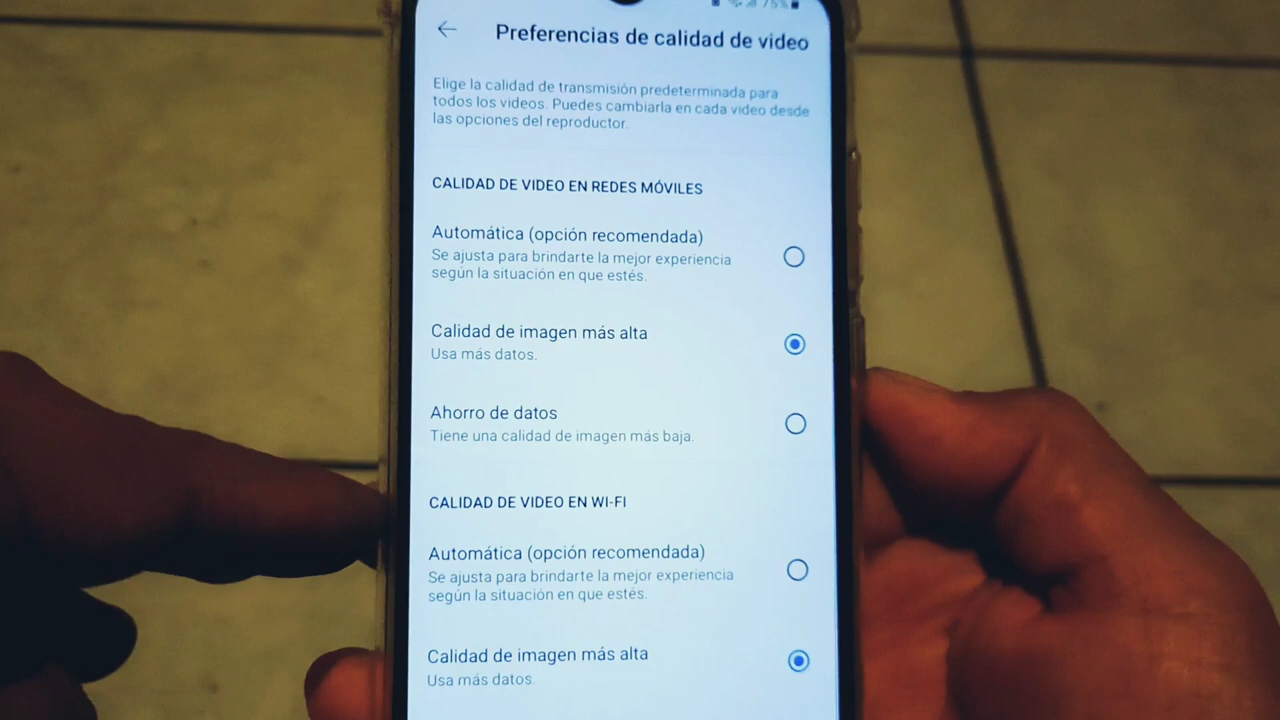 75%
Preferencias de calidad de video
Elige la calidad de transmisión predeterminada para
todos los videos. Puedes cambiarla en cada video desde
las opciones del reproductor.
CALIDAD DE VIDEO EN REDES MÓVILES
Automática (opción recomendada)
Se ajusta para brindarte la mejor experiencia
según la situación en que estés.
Calidad de imagen más alta
Usa más datos.
Ahorro de datos
Tiene una calidad de imagen más baja.
CALIDAD DE VIDEO EN WI-FI
Automática (opción recomendada)
Se ajusta para brindarte la mejor experiencia
según la situación en que estés.
Calidad de imagen más alta
Usa más datos.